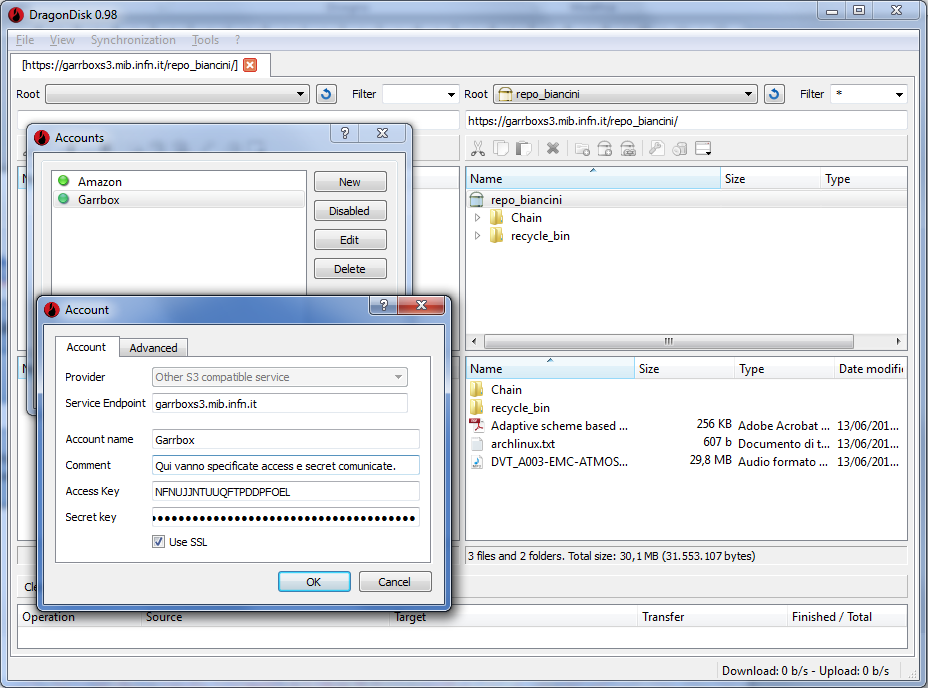 DragonDisk 0.98
File View Synchronization Tools ?
[https://garrboxs3.mib.infn.it/repo_biancini/]
Root Filter Root repo_biancini Filter *
https://garrboxs3.mib.infn.it/repo_biancini/
Accounts
Amazon
Garrbox
New
Disabled
Edit
Delete
Name Size Type
repo_biancini
Chain
recycle_bin
Account
Account Advanced
Provider Other S3 compatible service
Service Endpoint garrboxs3.mib.infn.it
Account name Garrbox
Comment Qui vanno specificate access e secret comunicate.
Access Key NFNUJJNTUUQFTPDDPFOEL
Secret key ••••••••••••••••••••••••••••••••••••••••
Use SSL
OK Cancel
Name Size Type Date modifi
Chain
recycle_bin
Adaptive scheme based ... 256 KB Adobe Acrobat ... 13/06/201...
archlinux.txt 607 b Documento di t... 13/06/201...
DVT_A003-EMC-ATMOS... 29,8 MB Audio formato ... 13/06/201...
3 files and 2 folders. Total size: 30,1 MB (31.553.107 bytes)
Operation Source Target Transfer Finished / Total
Download: 0 b/s - Upload: 0 b/s